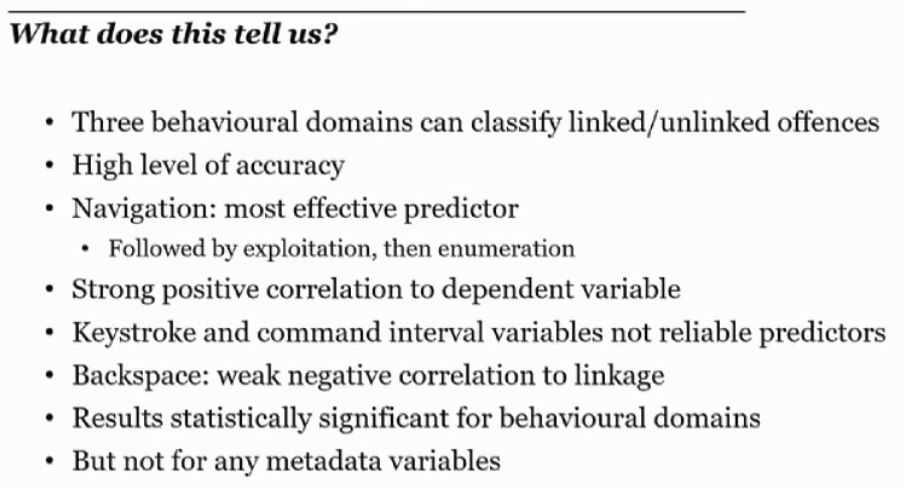 What does this tell us?
• Three behavioural domains can classify linked/unlinked offences
• High level of accuracy
• Navigation: most effective predictor
• Followed by exploitation, then enumeration
• Strong positive correlation to dependent variable
• Keystroke and command interval variables not reliable predictors
• Backspace: weak negative correlation to linkage
• Results statistically significant for behavioural domains
• But not for any metadata variables